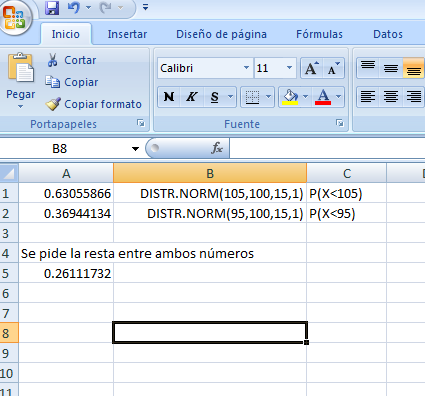 Inicio Insertar Diseño de página Fórmulas Datos
Pegar
Cortar
Copiar
Copiar formato
Portapapeles
Calibri 11 A A
N K S A
Fuente
B8 fx
A B C
1 0.63055866 DISTR.NORM(105,100,15,1) P(X<105)
2 0.36944134 DISTR.NORM(95,100,15,1) P(X<95)
3
4 Se pide la resta entre ambos números
5 0.26111732
6
7
8
9
10
11